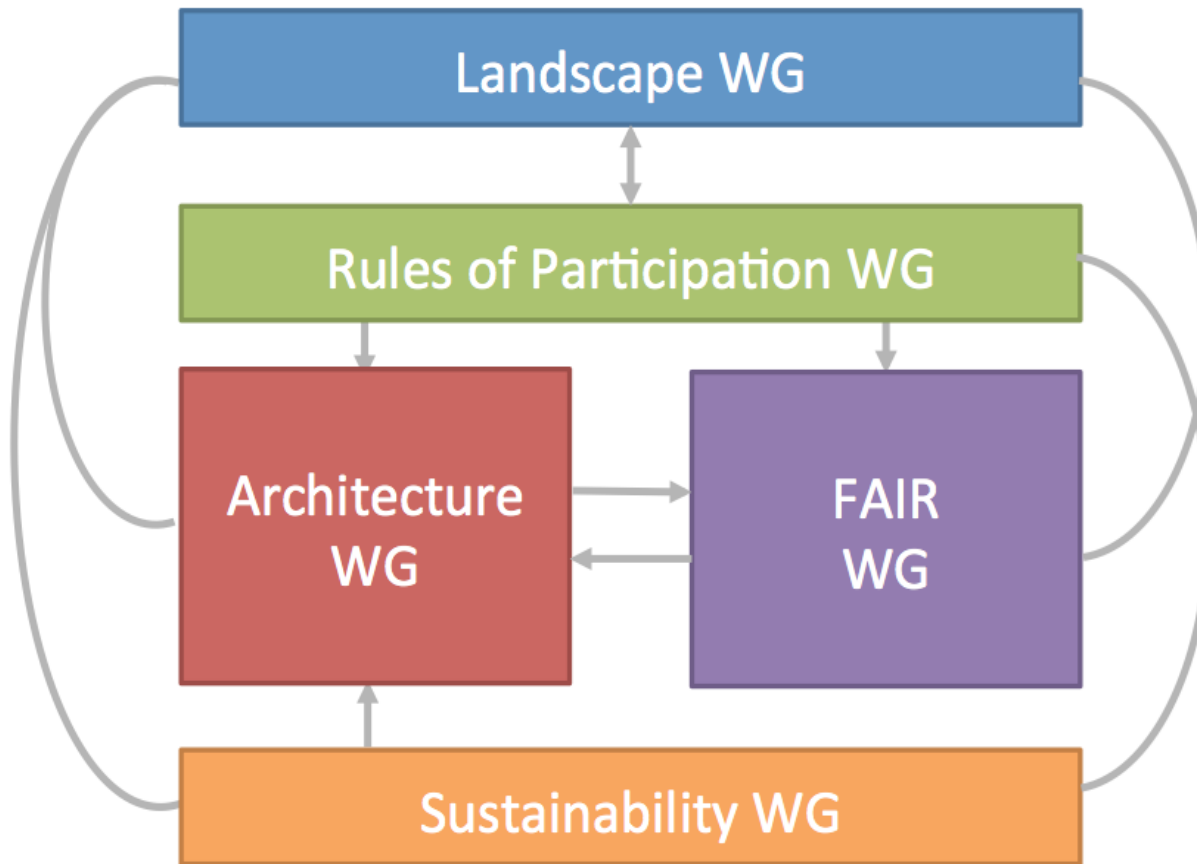 Landscape WG
Rules of Participation WG
Architecture
WG
FAIR
WG
Sustainability WG